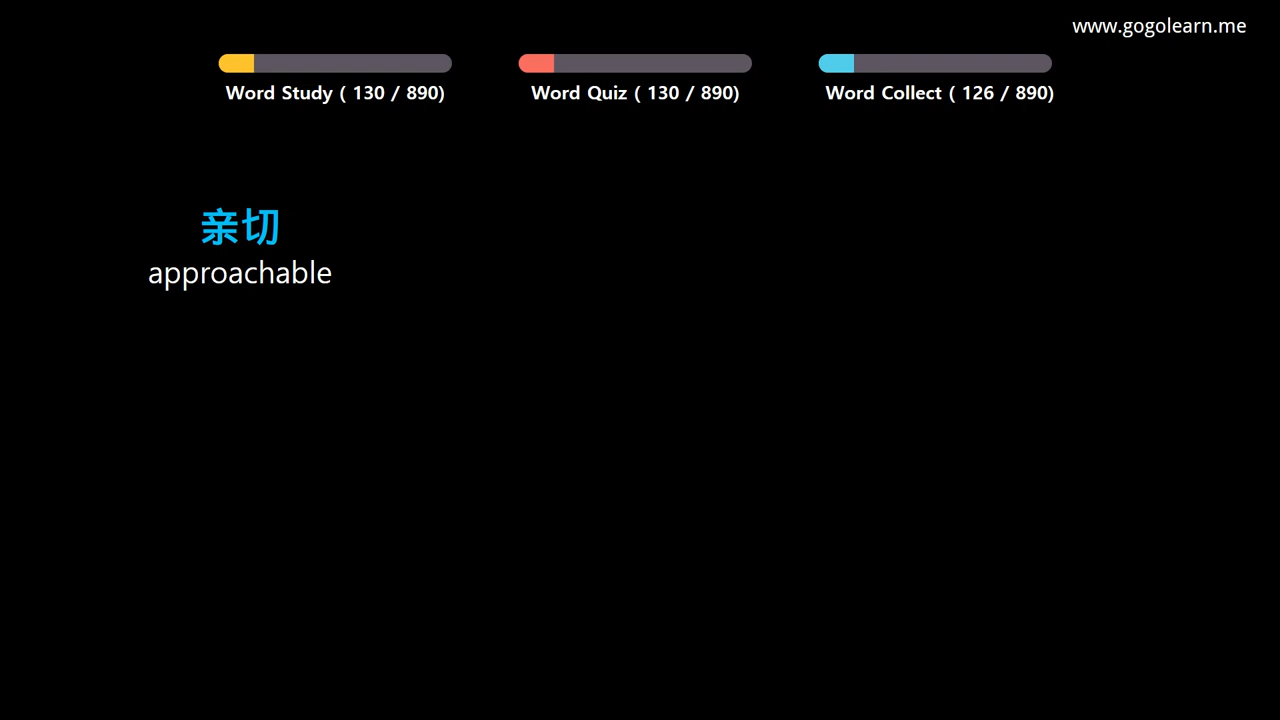 www.gogolearn.me
Word Study ( 130 / 890)
Word Quiz ( 130 / 890)
Word Collect ( 126 / 890)
亲切
approachable